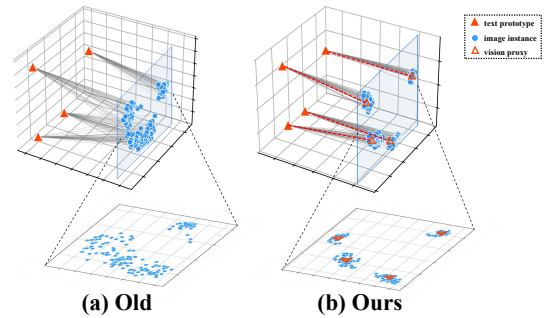 text prototype
image instance
vision proxy
(a) Old
(b) Ours